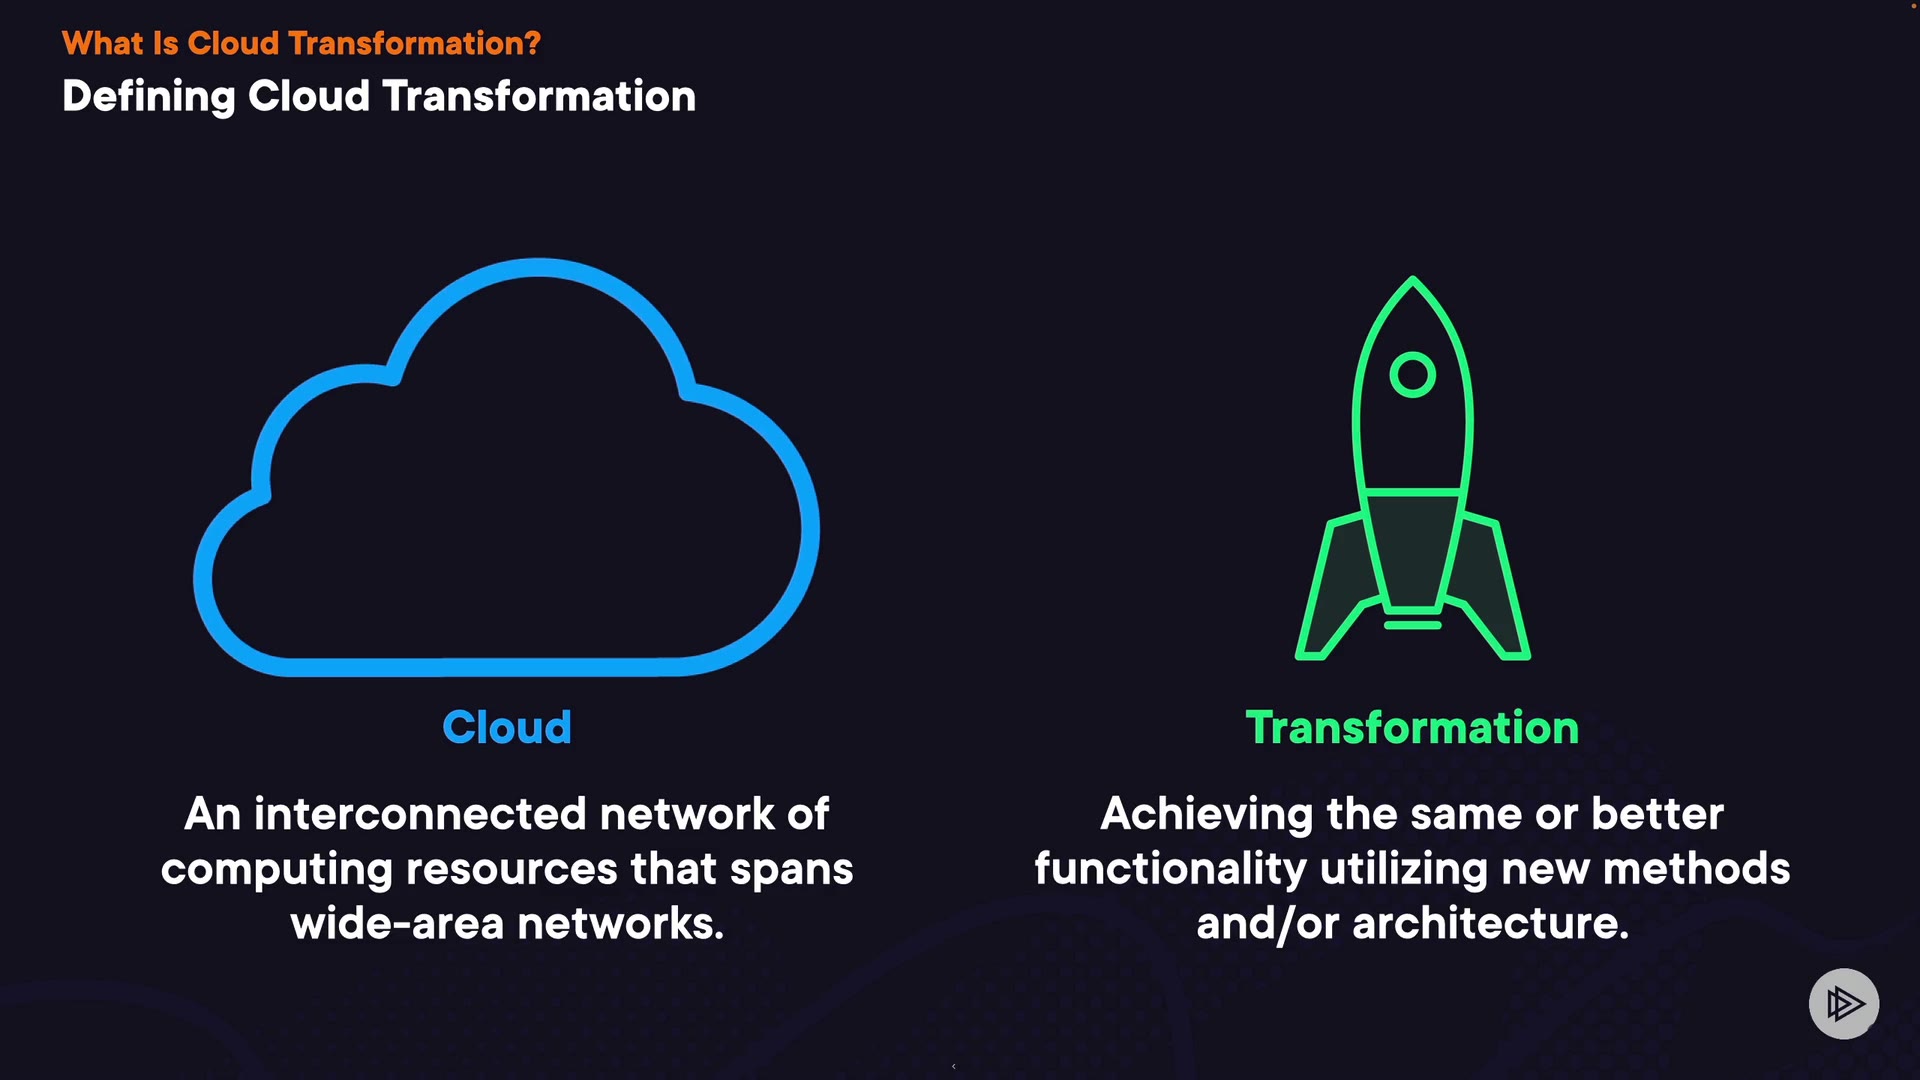 What Is Cloud Transformation?
Defining Cloud Transformation
Cloud
An interconnected network of
computing resources that spans
wide-area networks.
Transformation
Achieving the same or better
functionality utilizing new methods
and/or architecture.